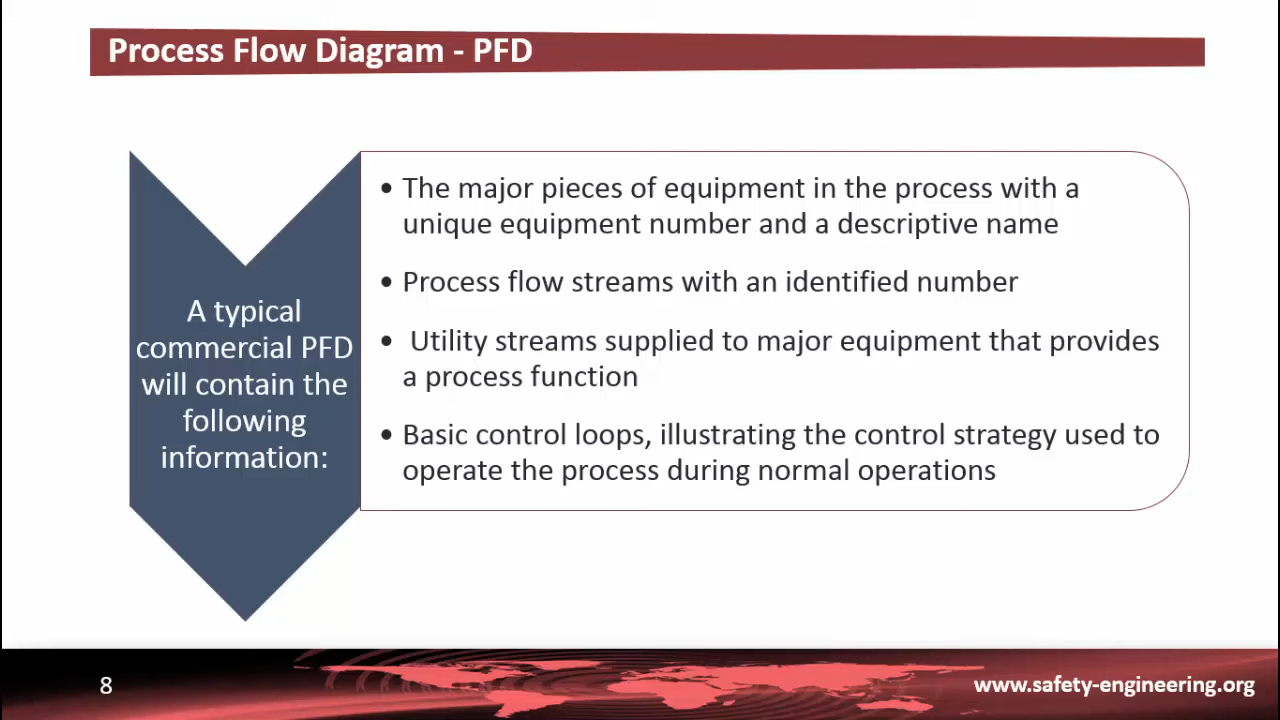 Process Flow Diagram - PFD
A typical
commercial PFD
will contain the
following
information:
• The major pieces of equipment in the process with a
unique equipment number and a descriptive name
• Process flow streams with an identified number
• Utility streams supplied to major equipment that provides
a process function
• Basic control loops, illustrating the control strategy used to
operate the process during normal operations
8
www.safety-engineering.org